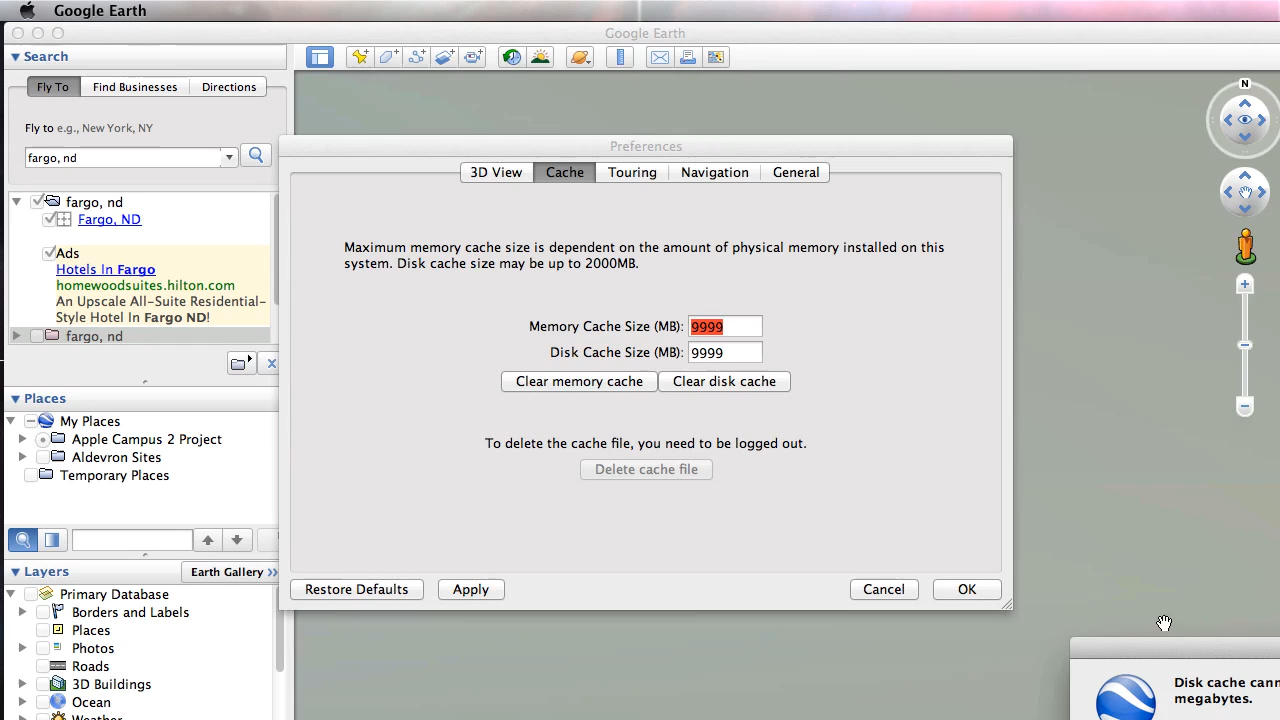 Google Earth
Google Earth
Search
Fly To Find Businesses Directions
Fly to e.g., New York, NY
fargo, nd
fargo, nd
Fargo, ND
Ads
Hotels In Fargo
homewoodsuites.hilton.com
An Upscale All-Suite Residential-
Style Hotel In Fargo ND!
fargo, nd
Places
My Places
Apple Campus 2 Project
Aldevron Sites
Temporary Places
Layers
Earth Gallery >>
Primary Database
Borders and Labels
Places
Photos
Roads
3D Buildings
Ocean
Weather
Preferences
3D View Cache Touring Navigation General
Maximum memory cache size is dependent on the amount of physical memory installed on this
system. Disk cache size may be up to 2000MB.
Memory Cache Size (MB): 9999
Disk Cache Size (MB): 9999
Clear memory cache Clear disk cache
To delete the cache file, you need to be logged out.
Delete cache file
Restore Defaults Apply Cancel OK
N
Disk cache
megabytes.